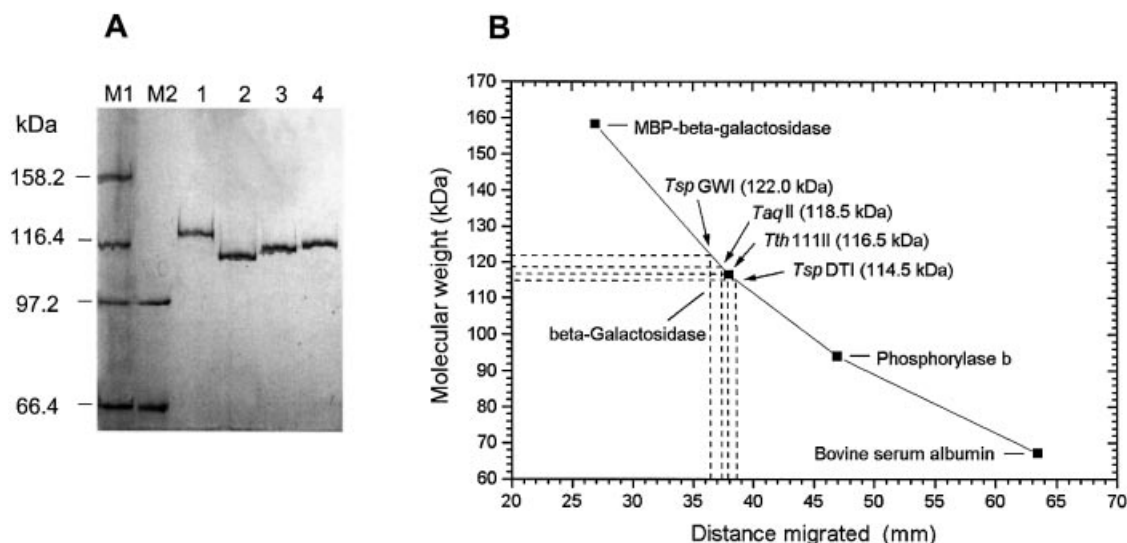 A
M1 M2 1 2 3 4
kDa
158.2
116.4
97.2
66.4
B
170
160
150
140
130
120
110
100
90
80
70
60
Molecular weight (kDa)
MBP-beta-galactosidase
Tsp GWI (122.0 kDa)
Taq II (118.5 kDa)
Tth 111II (116.5 kDa)
Tsp DTI (114.5 kDa)
beta-Galactosidase
Phosphorylase b
Bovine serum albumin
20 25 30 35 40 45 50 55 60 65 70
Distance migrated (mm)